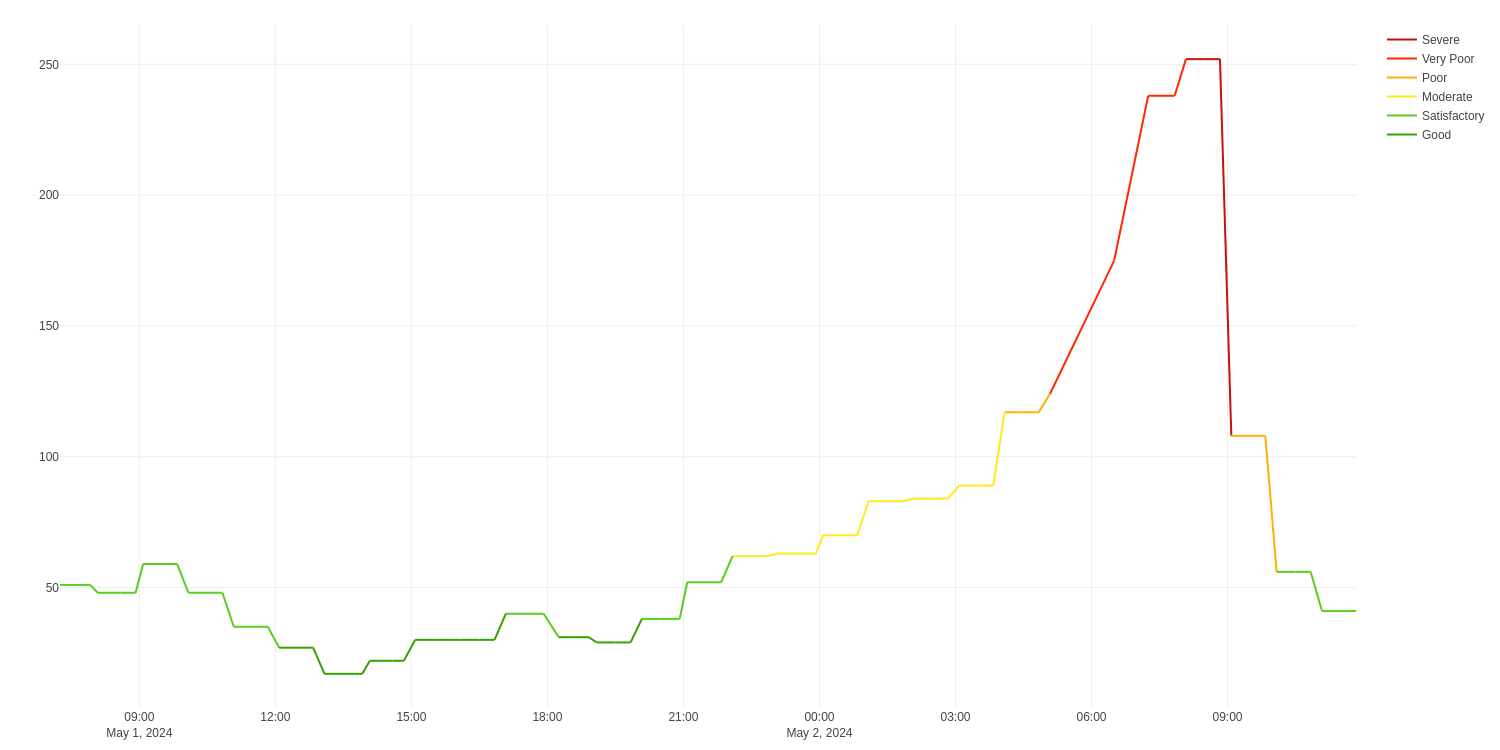 250
200
150
100
50
09:00
May 1, 2024
12:00
15:00
18:00
21:00
00:00
May 2, 2024
03:00
06:00
09:00
Severe
Very Poor
Poor
Moderate
Satisfactory
Good